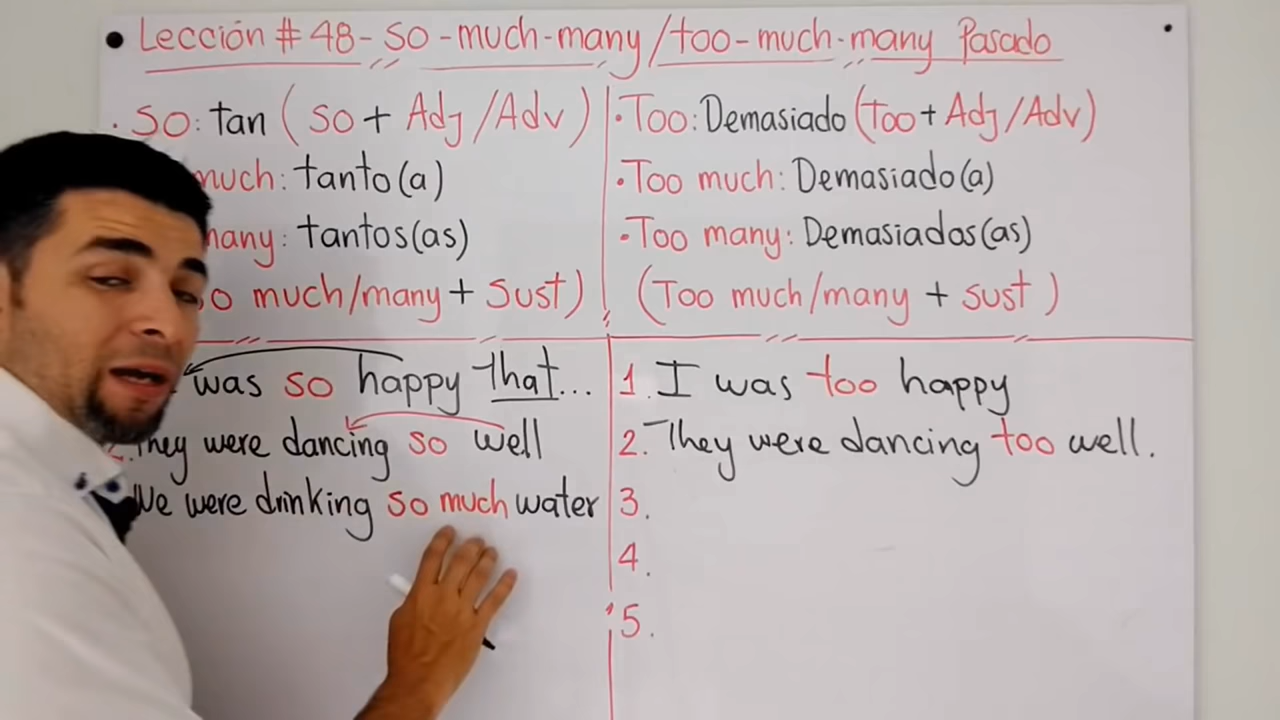 Lección # 48 - so - much - many / too - much - many Pasado
• So: tan ( so + Adj / Adv )
much: tanto(a)
many: tantos(as)
o much/many + Sust )
• Too: Demasiado (too + Adj / Adv)
• Too much: Demasiado(a)
• Too many: Demasiados(as)
(Too much/many + sust )
was so happy that...
2. They were dancing so well
We were drinking so much water
1. I was too happy
2. They were dancing too well.
3.
4.
5.